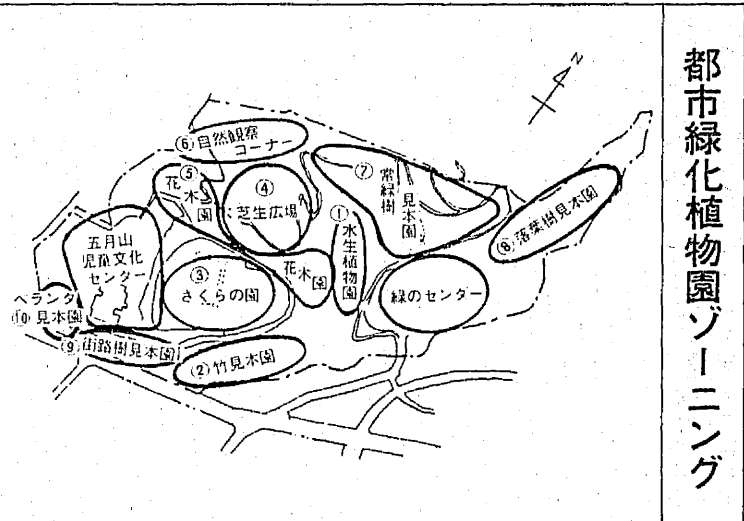 都市緑化植物園ゾーニング
N
⑥自然観察
コーナー
⑤
花木園
④
芝生広場
⑦
常緑樹
見本園
①
水生植物園
⑧落葉樹見本園
五月山
児童文化
センター
③
さくらの園
花木園
緑のセンター
ベランダ
⑩見本園
⑨街路樹見本園
②竹見本園